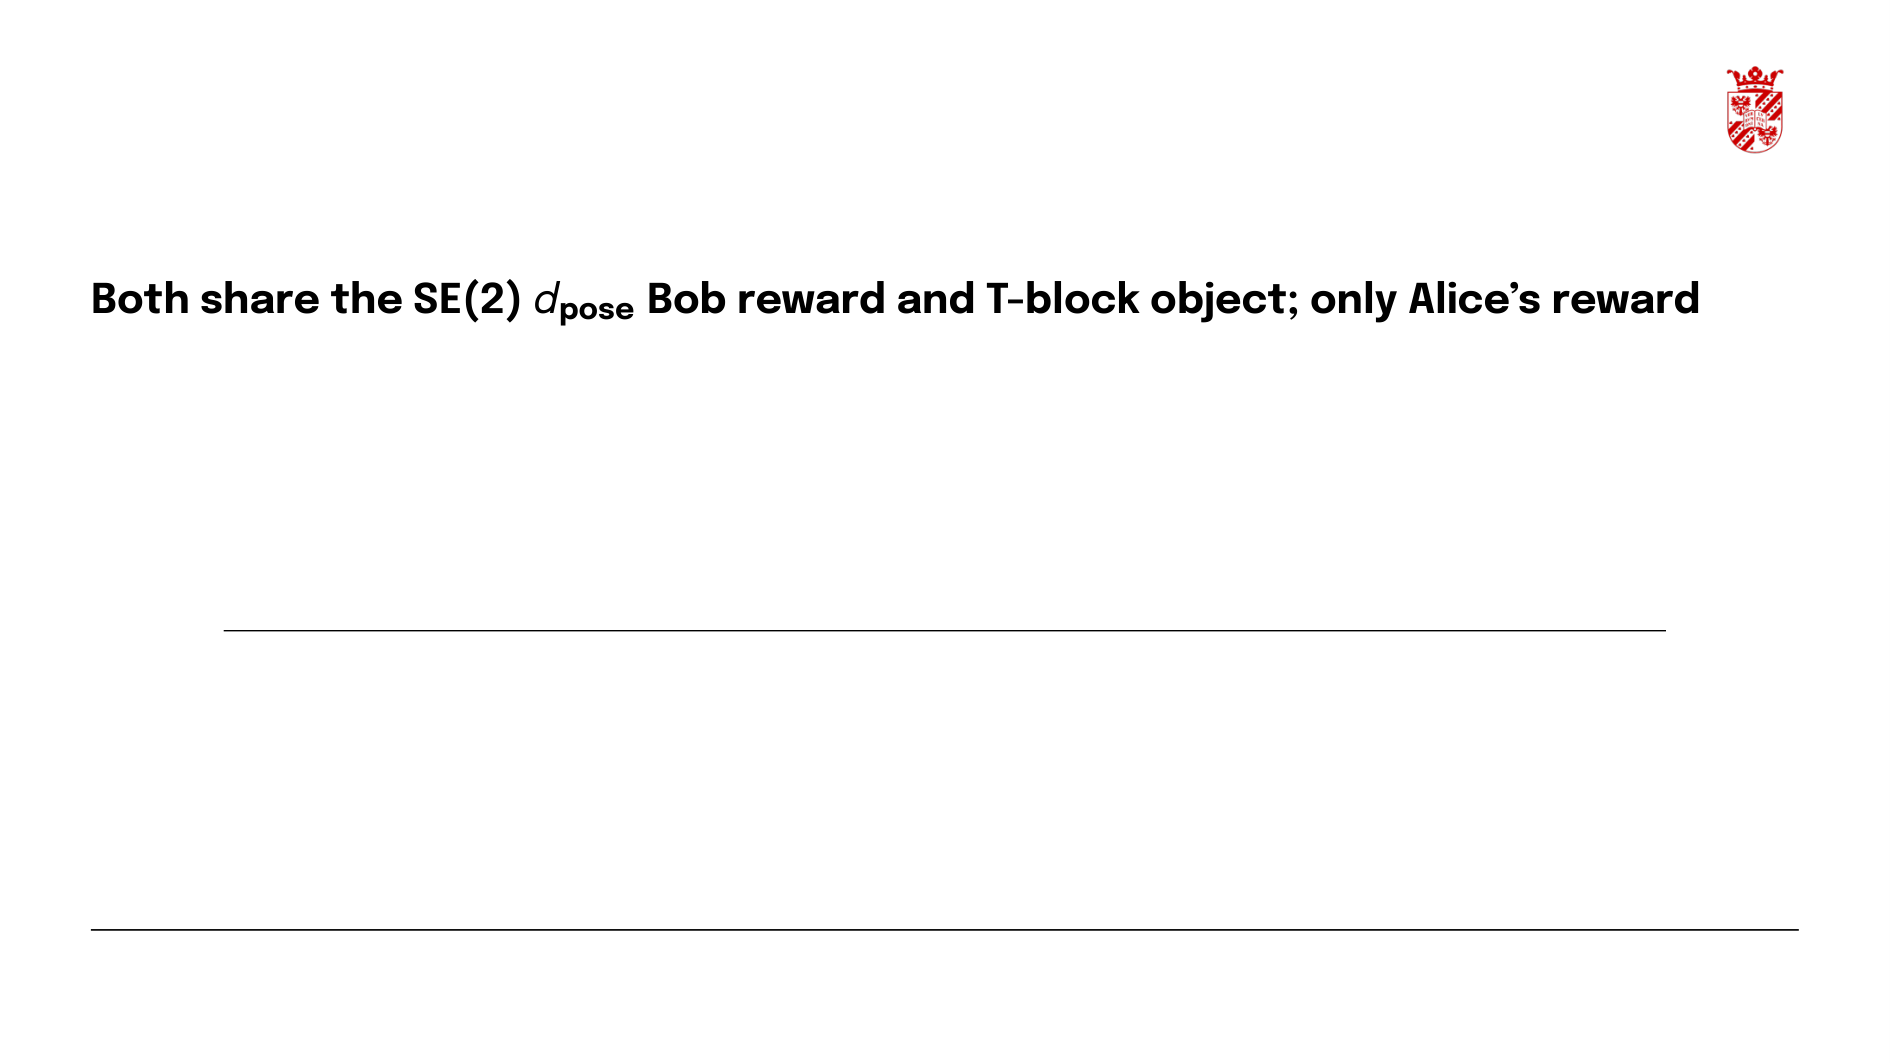 Both share the SE(2) d_pose Bob reward and T-block object; only Alice’s reward